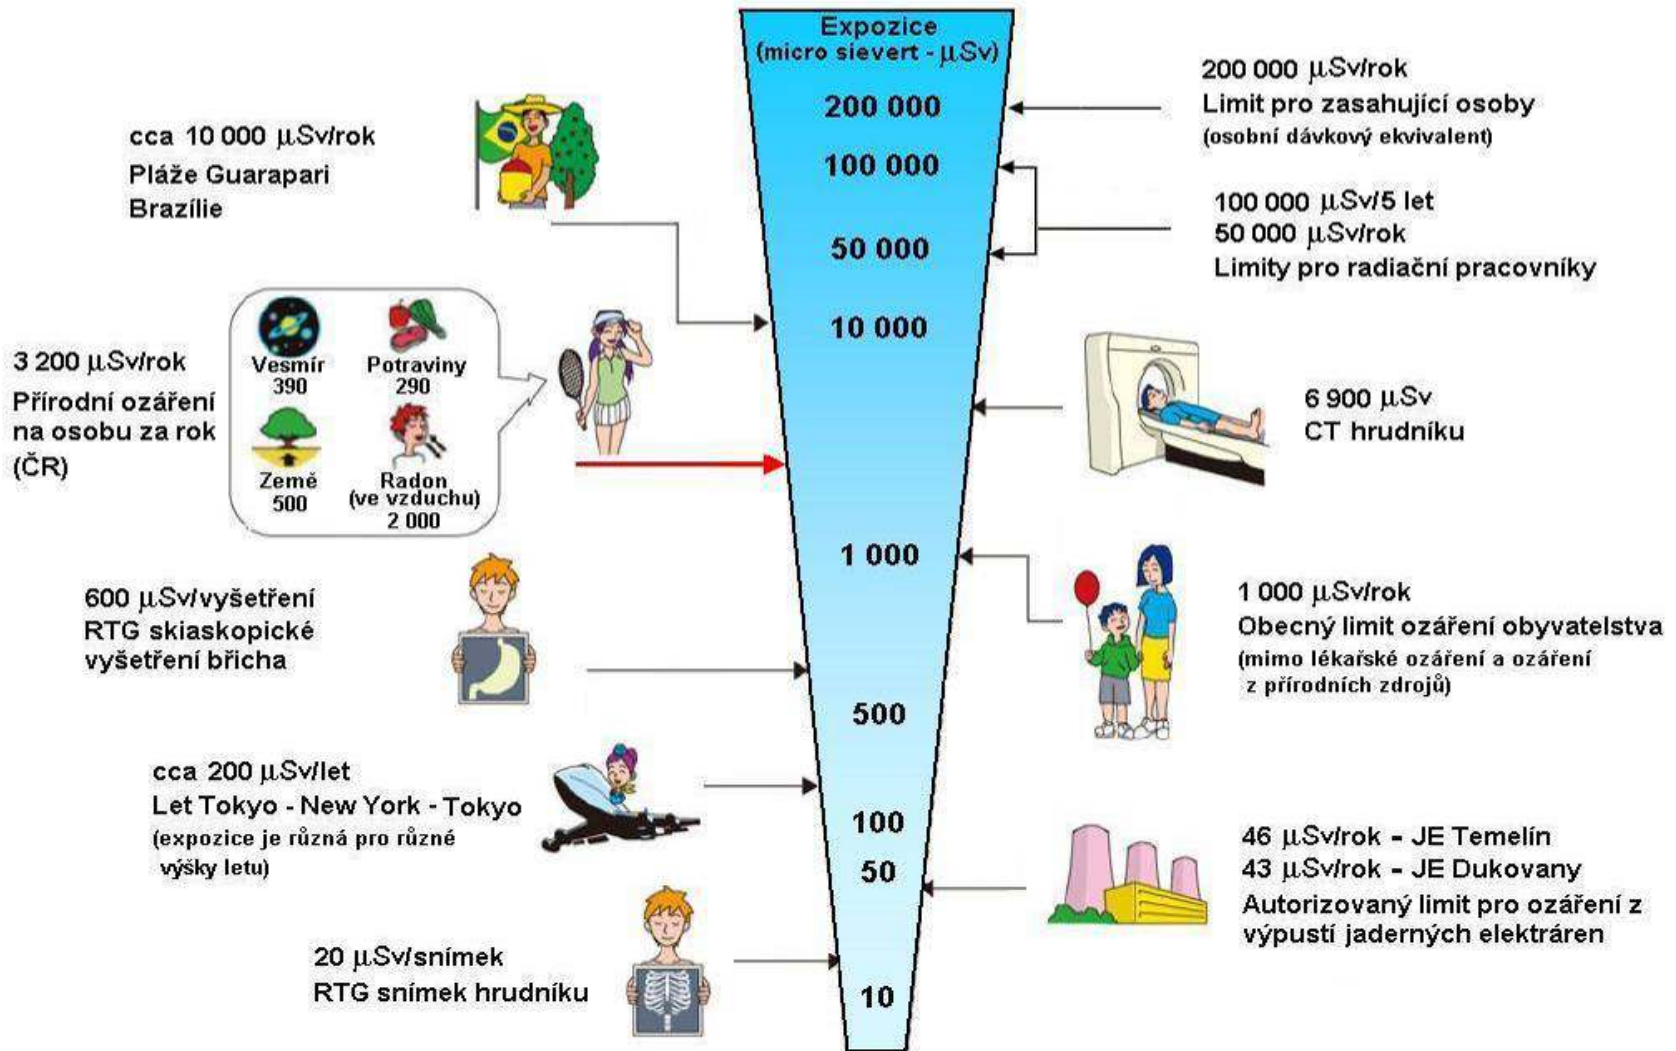 Expozice
(micro sievert - μSv)
200 000
100 000
50 000
10 000
1 000
500
100
50
10
cca 10 000 μSv/rok
Pláže Guarapari
Brazílie
3 200 μSv/rok
Přírodní ozáření
na osobu za rok
(ČR)
Vesmír
390
Potraviny
290
Země
500
Radon
(ve vzduchu)
2 000
600 μSv/vyšetření
RTG skiaskopické
vyšetření břicha
cca 200 μSv/let
Let Tokyo - New York - Tokyo
(expozice je různá pro různé
výšky letu)
20 μSv/snímek
RTG snímek hrudníku
200 000 μSv/rok
Limit pro zasahující osoby
(osobní dávkový ekvivalent)
100 000 μSv/5 let
50 000 μSv/rok
Limity pro radiační pracovníky
6 900 μSv
CT hrudníku
1 000 μSv/rok
Obecný limit ozáření obyvatelstva
(mimo lékařské ozáření a ozáření
z přírodních zdrojů)
46 μSv/rok - JE Temelín
43 μSv/rok - JE Dukovany
Autorizovaný limit pro ozáření z
výpustí jaderných elektráren